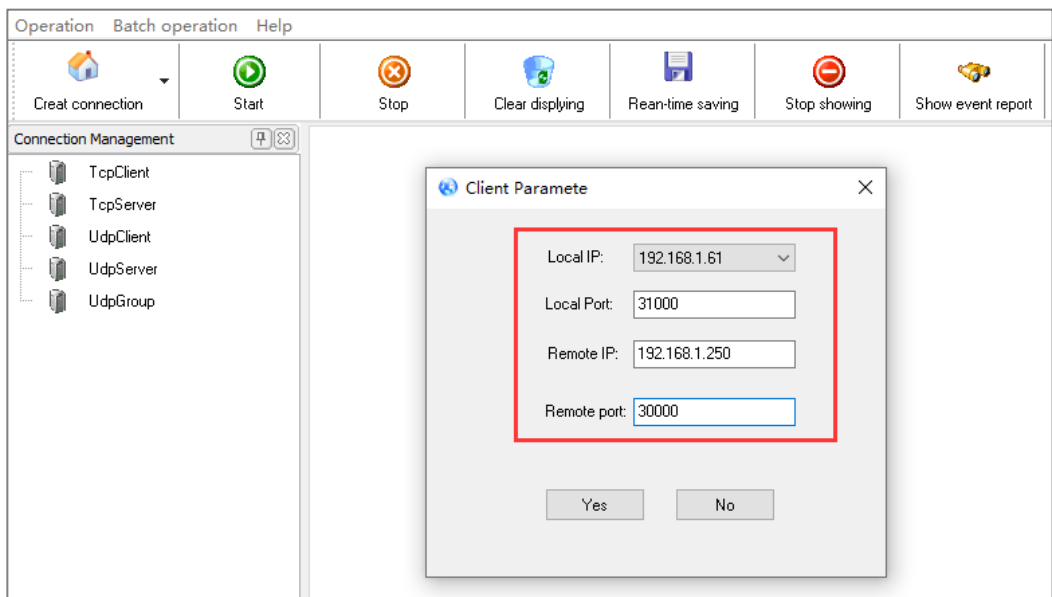 Operation Batch operation Help
Creat connection Start Stop Clear displying Rean-time saving Stop showing Show event report
Connection Management
TcpClient
TcpServer
UdpClient
UdpServer
UdpGroup
Client Paramete
Local IP: 192.168.1.61
Local Port: 31000
Remote IP: 192.168.1.250
Remote port: 30000
Yes No